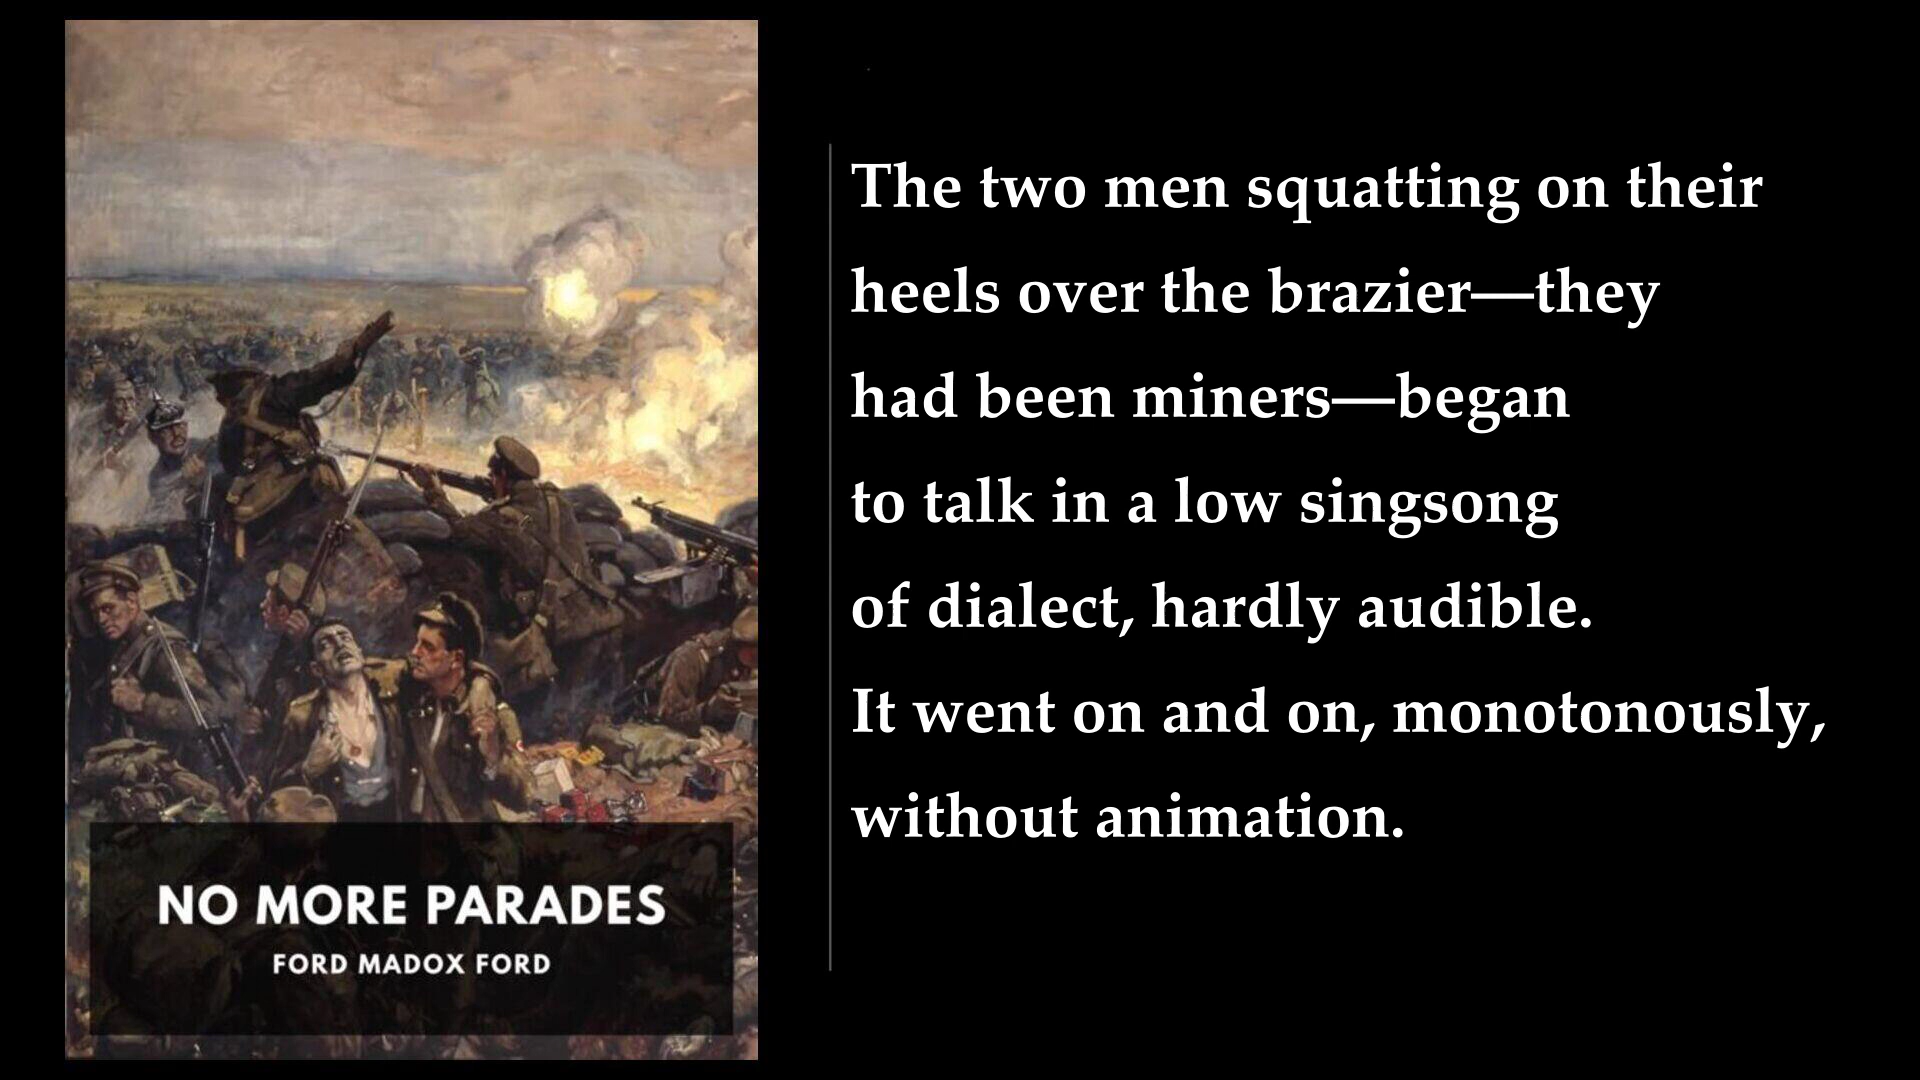 NO MORE PARADES
FORD MADOX FORD
The two men squatting on their
heels over the brazier—they
had been miners—began
to talk in a low singsong
of dialect, hardly audible.
It went on and on, monotonously,
without animation.